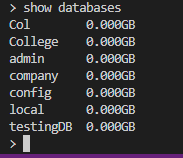 > show databases
Col 0.000GB
College 0.000GB
admin 0.000GB
company 0.000GB
config 0.000GB
local 0.000GB
testingDB 0.000GB
>